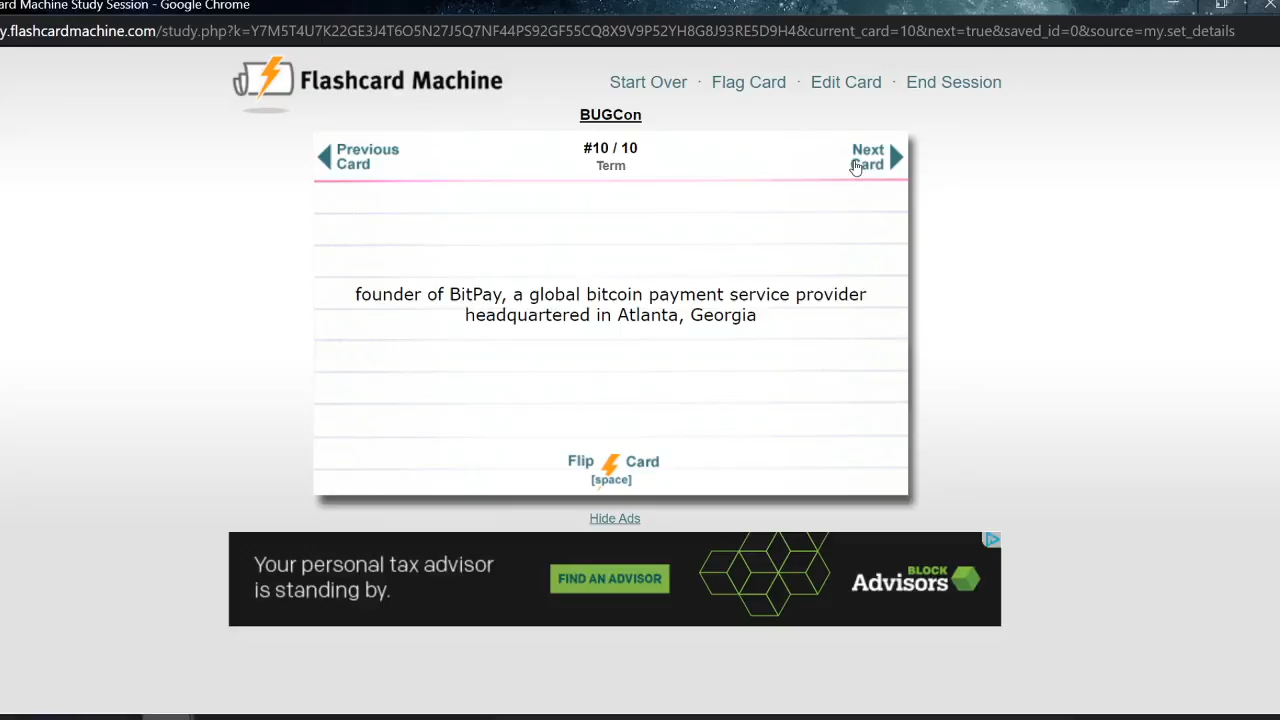 ard Machine Study Session - Google Chrome
y.flashcardmachine.com/study.php?k=Y7M5T4U7K22GE3J4T6O5N27J5Q7NF44PS92GF55CQ8X9V9P52YH8G8J93RE5D9H4&current_card=10&next=true&saved_id=0&source=my.set_details
Flashcard Machine
Start Over · Flag Card · Edit Card · End Session
BUGCon
Previous Card
#10 / 10
Term
Next Card
founder of BitPay, a global bitcoin payment service provider
headquartered in Atlanta, Georgia
Flip Card
[space]
Hide Ads
Your personal tax advisor
is standing by.
FIND AN ADVISOR
BLOCK
Advisors